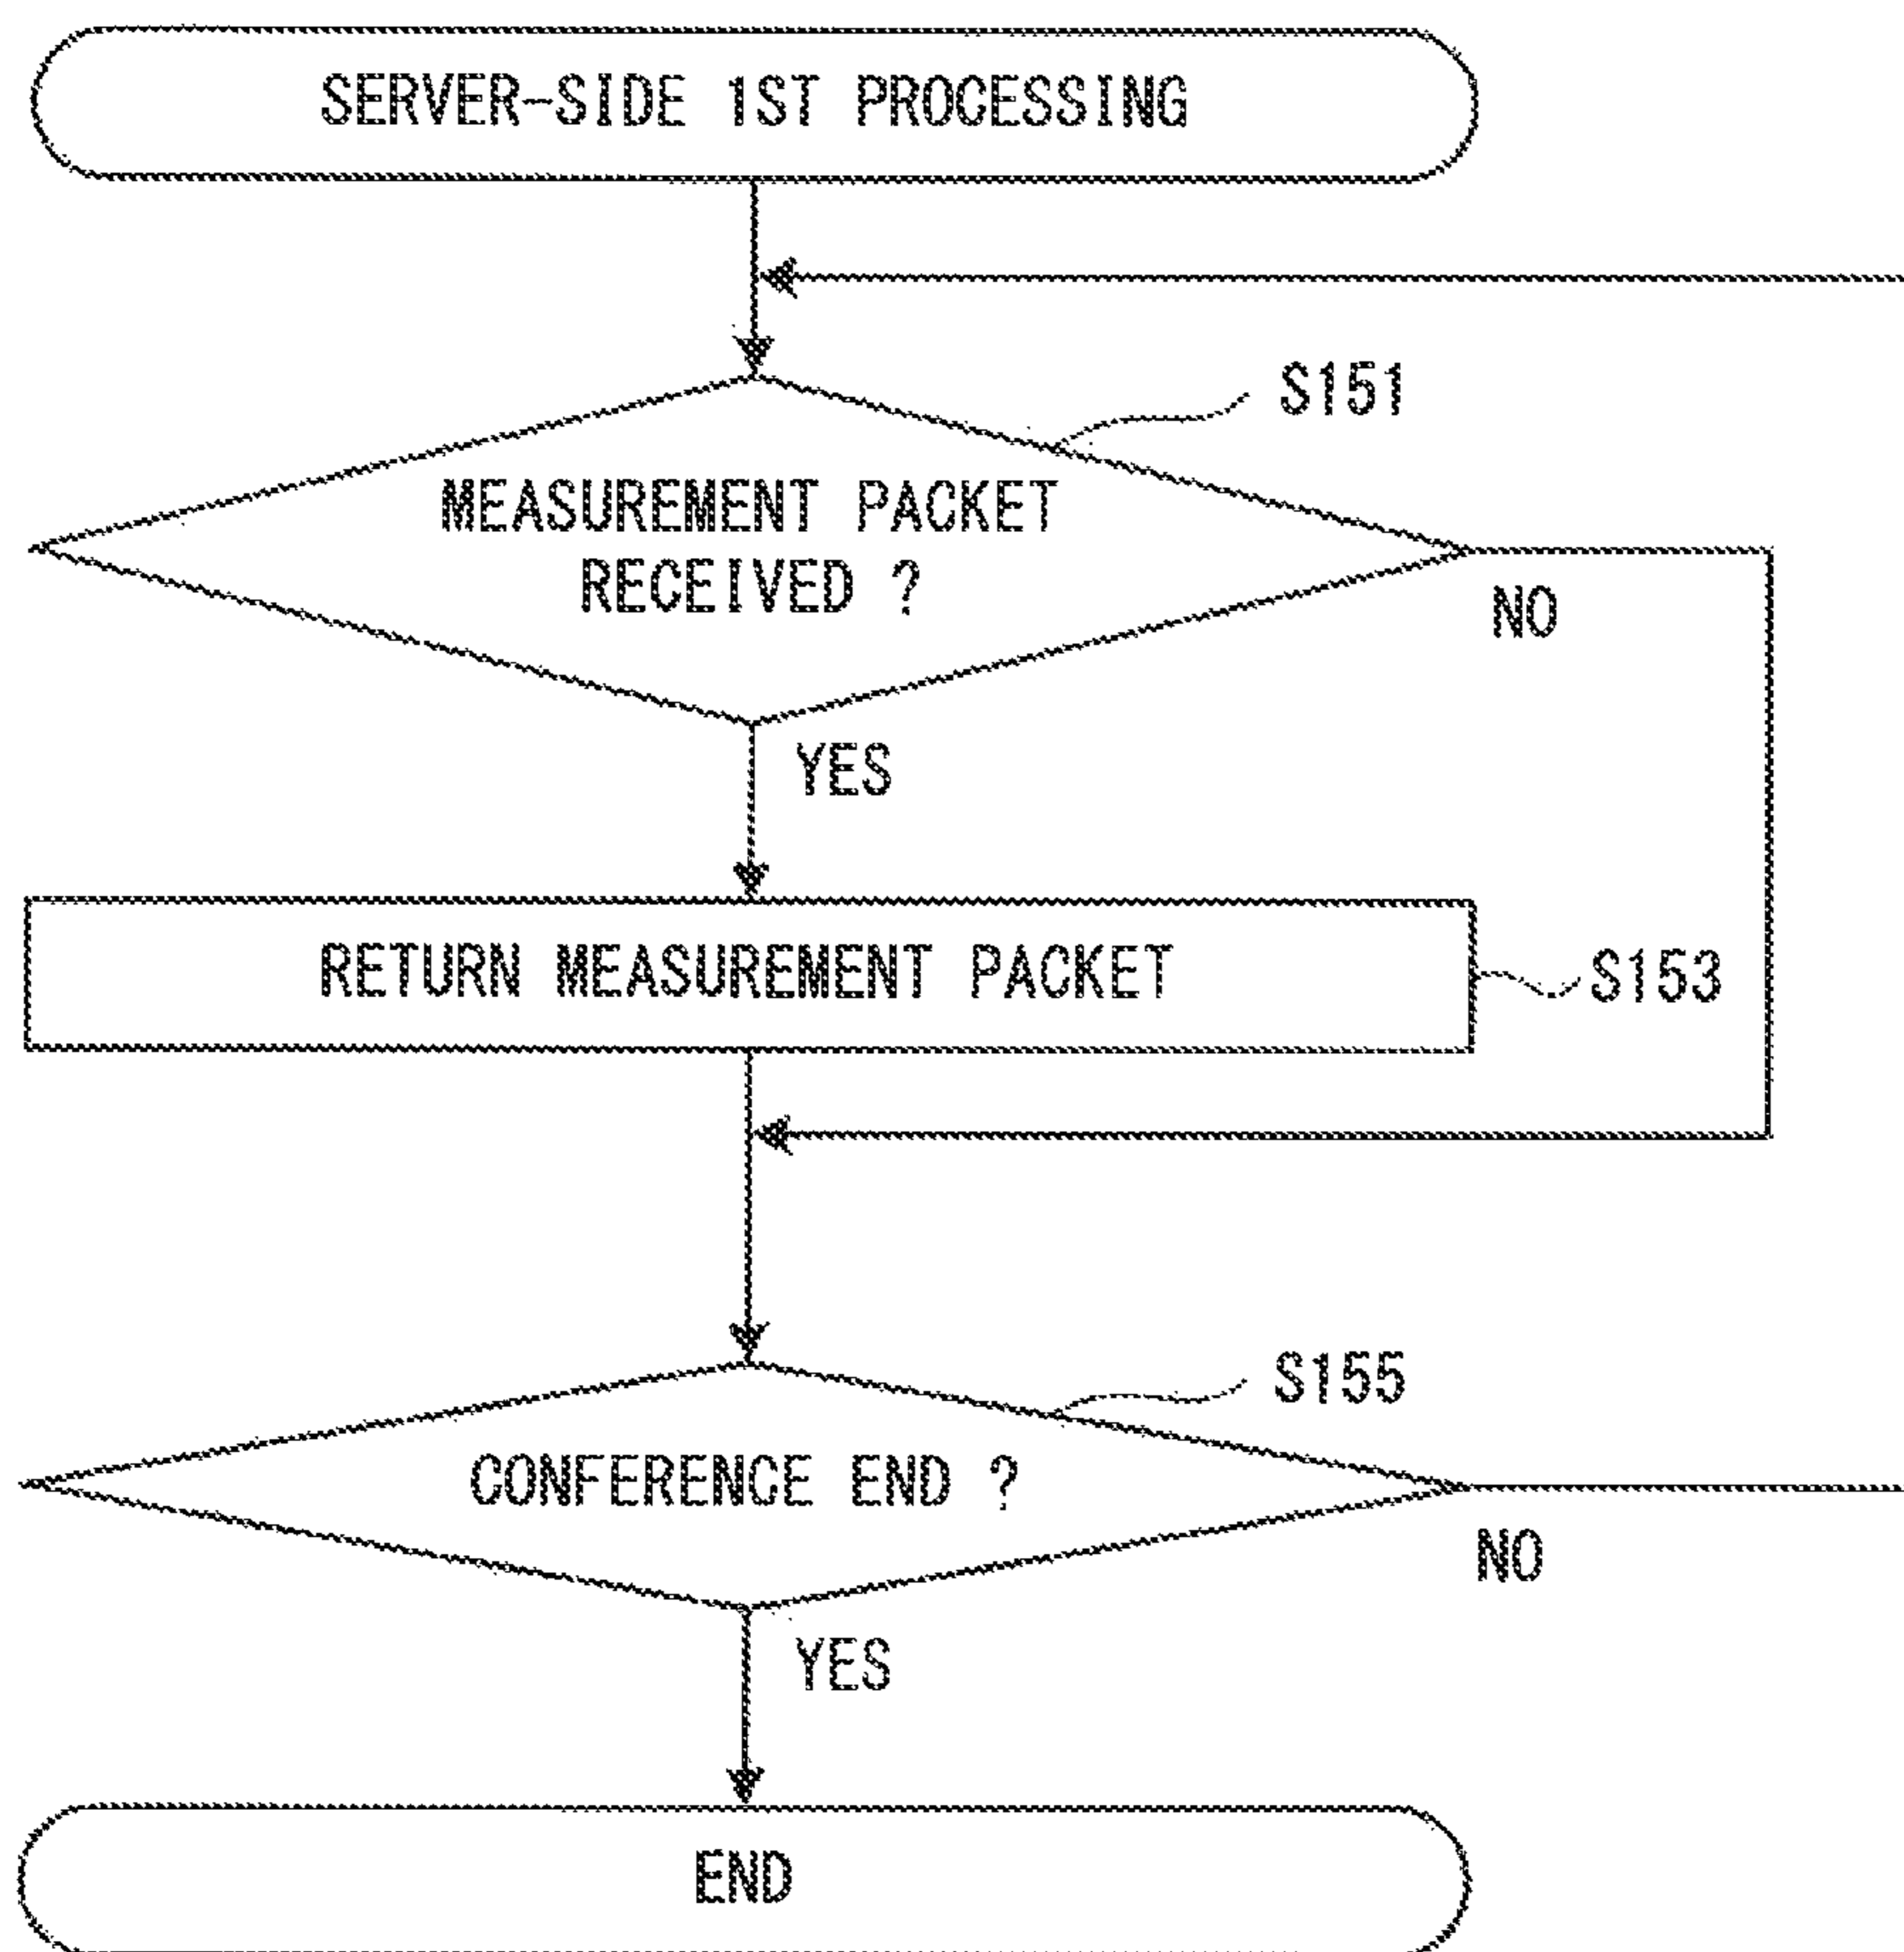 SERVER-SIDE 1ST PROCESSING
S151
MEASUREMENT PACKET
RECEIVED ?
NO
YES
RETURN MEASUREMENT PACKET
S153
S155
CONFERENCE END ?
NO
YES
END